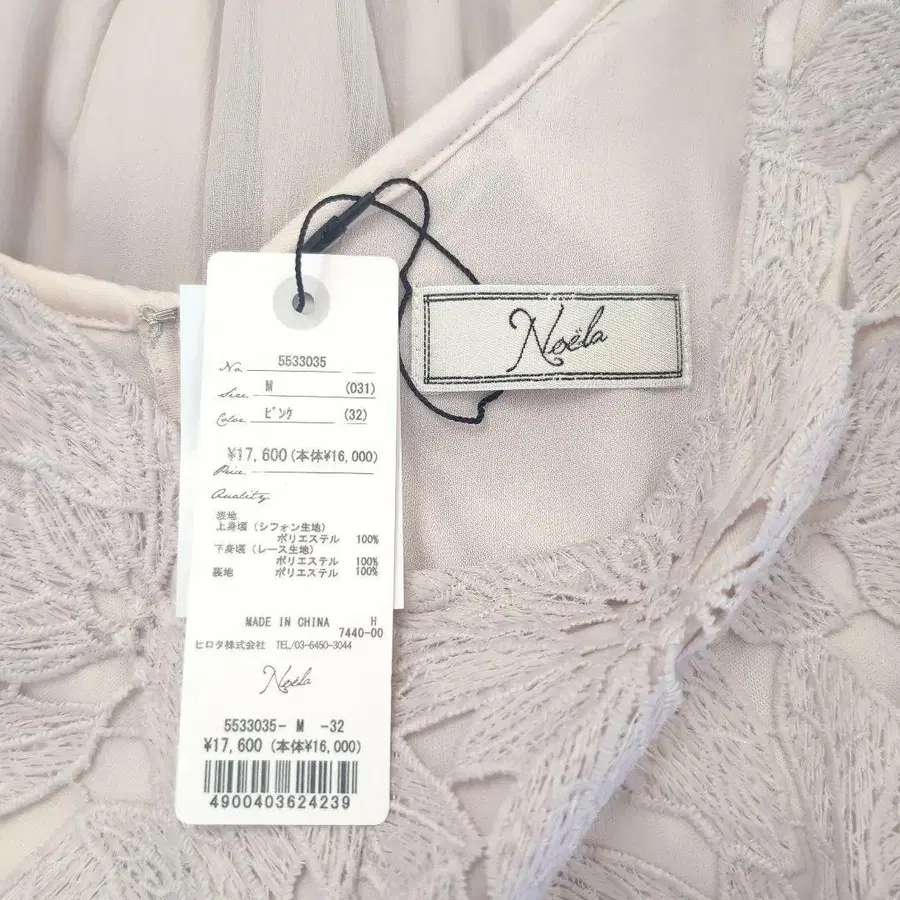 Noëla
No. 5533035
Size M (031)
Color ﾋﾟﾝｸ (32)
¥17,600(本体¥16,000)
Price
Quality
表地
上身頃(シフォン生地)
ポリエステル 100%
下身頃(レース生地)
ポリエステル 100%
裏地 ポリエステル 100%
MADE IN CHINA H
7440-00
ヒロタ株式会社 TEL/03-6450-3044
Noëla
5533035- M -32
¥17,600(本体¥16,000)
4900403624239